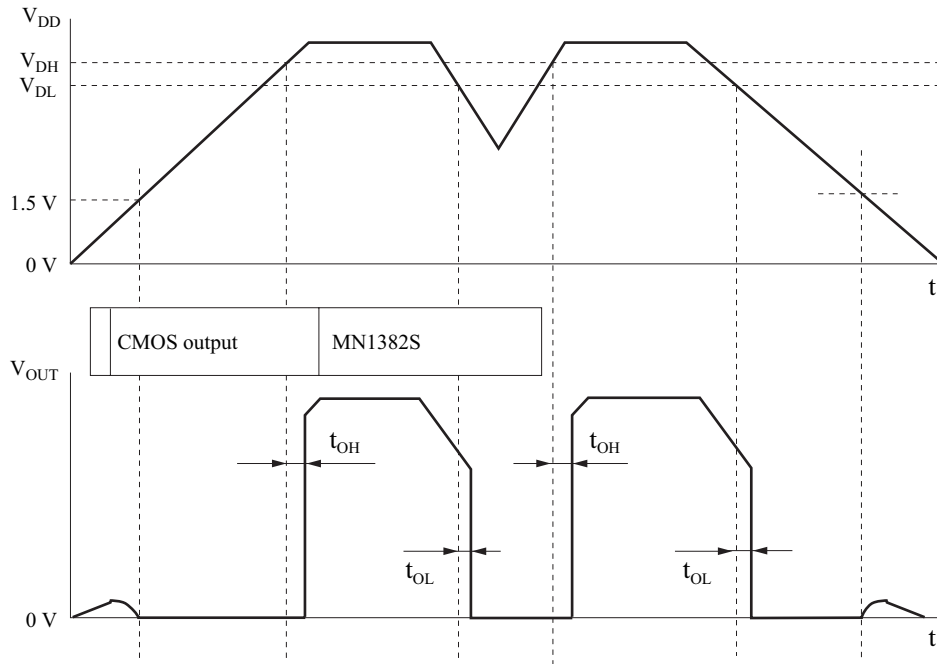 V_DD
V_DH
V_DL
1.5 V
0 V
t
CMOS output MN1382S
V_OUT
t_OH t_OH
t_OL t_OL
0 V
t